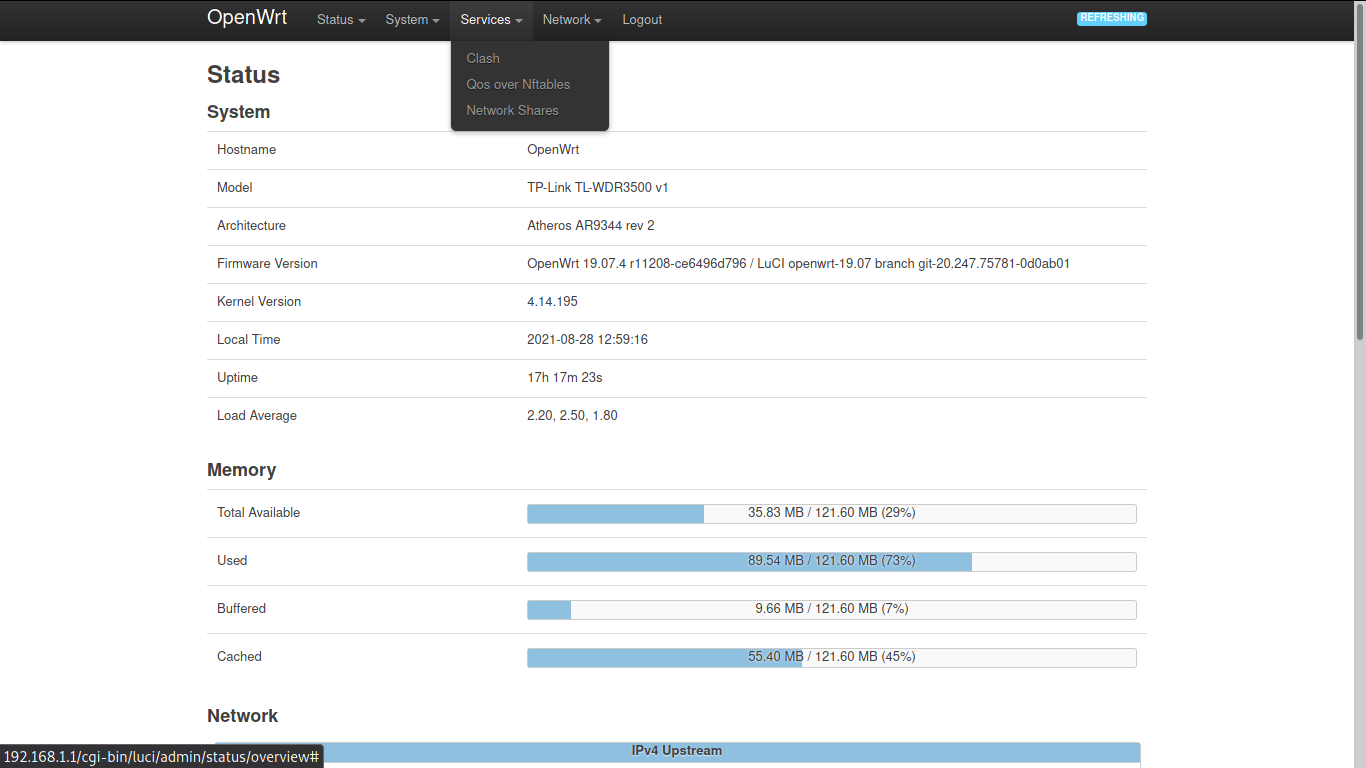 OpenWrt Status System Services Network Logout REFRESHING
Clash
Qos over Nftables
Network Shares
Status
System
Hostname OpenWrt
Model TP-Link TL-WDR3500 v1
Architecture Atheros AR9344 rev 2
Firmware Version OpenWrt 19.07.4 r11208-ce6496d796 / LuCI openwrt-19.07 branch git-20.247.75781-0d0ab01
Kernel Version 4.14.195
Local Time 2021-08-28 12:59:16
Uptime 17h 17m 23s
Load Average 2.20, 2.50, 1.80
Memory
Total Available 35.83 MB / 121.60 MB (29%)
Used 89.54 MB / 121.60 MB (73%)
Buffered 9.66 MB / 121.60 MB (7%)
Cached 55.40 MB / 121.60 MB (45%)
Network
IPv4 Upstream
192.168.1.1/cgi-bin/luci/admin/status/overview#